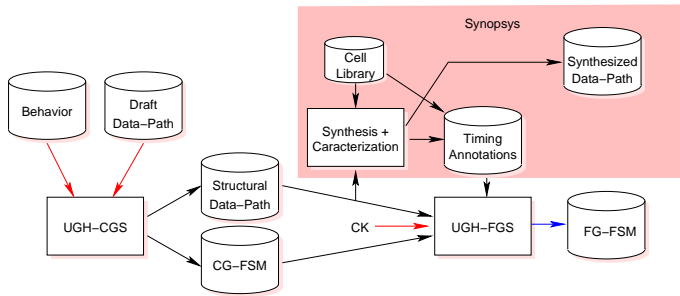 Synopsys
Cell
Library
Synthesized
Data−Path
Behavior
Draft
Data−Path
Synthesis +
Caracterization
Timing
Annotations
Structural
Data−Path
UGH−CGS
CK
UGH−FGS
FG−FSM
CG−FSM